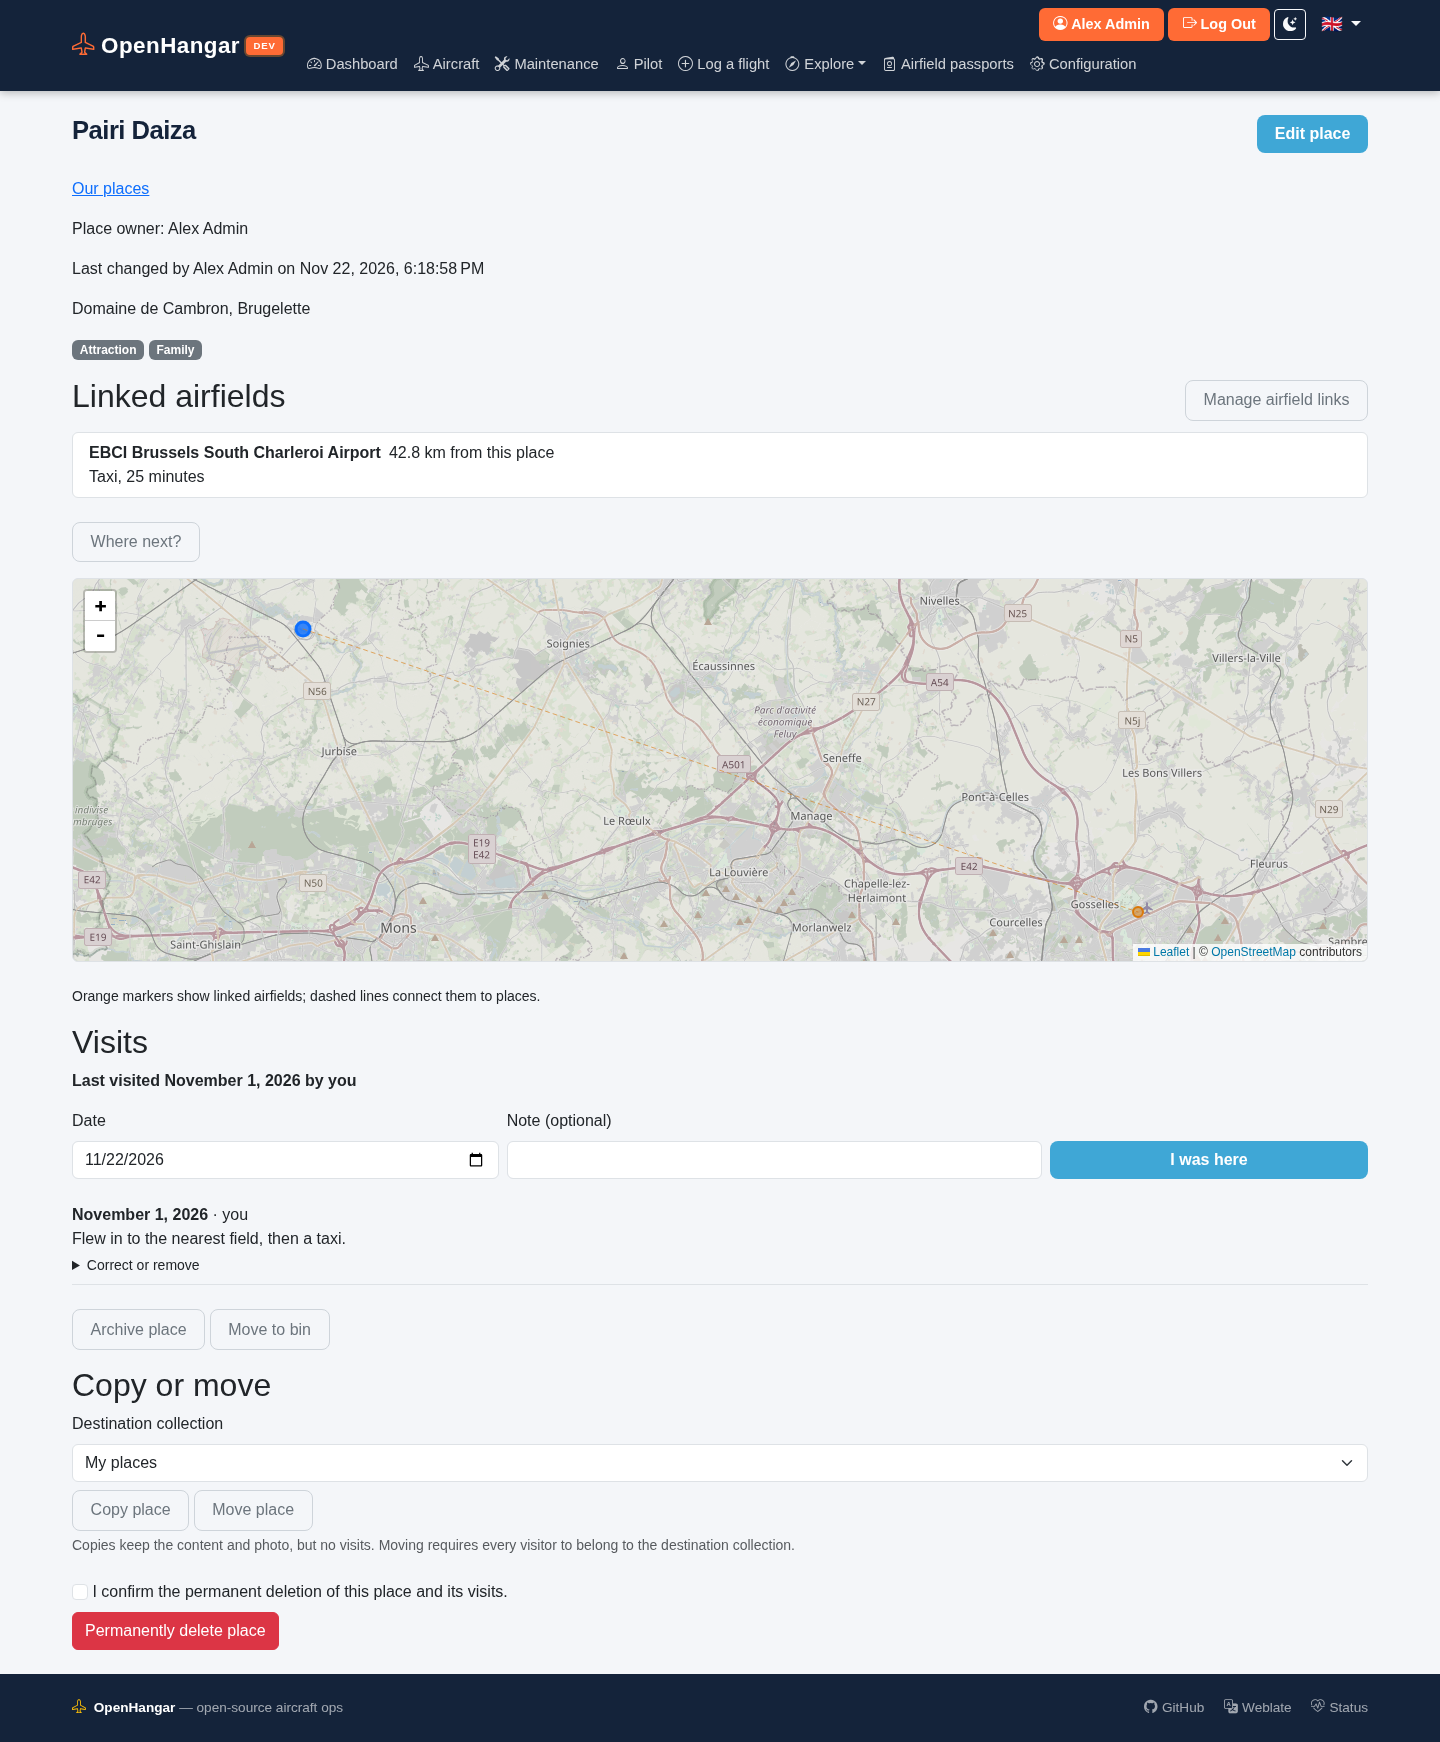 Alex Admin Log Out
OpenHangar DEV
Dashboard Aircraft Maintenance Pilot Log a flight Explore Airfield passports Configuration
Pairi Daiza
Edit place
Our places
Place owner: Alex Admin
Last changed by Alex Admin on Nov 22, 2026, 6:18:58 PM
Domaine de Cambron, Brugelette
Attraction Family
Linked airfields
Manage airfield links
EBCI Brussels South Charleroi Airport 42.8 km from this place
Taxi, 25 minutes
Where next?
+
-
Nivelles
N25
N5
Soignies
Écaussinnes
Villers-la-Ville
A54
N56
N27
Parc d'activité
économique
Feluy
N5j
Jurbise
Seneffe
A501
Les Bons Villers
Pont-à-Celles
indivise
mbruges
N29
Le Rœulx
Manage
E19
E42
Fleurus
E42
La Louvière
E42
N50
Chapelle-lez-
Herlaimont
Gosselies
Mons
Morlanwelz
Courcelles
E19
Saint-Ghislain
Sambre
Leaflet | © OpenStreetMap contributors
Orange markers show linked airfields; dashed lines connect them to places.
Visits
Last visited November 1, 2026 by you
Date
Note (optional)
11/22/2026
I was here
November 1, 2026 · you
Flew in to the nearest field, then a taxi.
Correct or remove
Archive place Move to bin
Copy or move
Destination collection
My places
Copy place Move place
Copies keep the content and photo, but no visits. Moving requires every visitor to belong to the destination collection.
I confirm the permanent deletion of this place and its visits.
Permanently delete place
OpenHangar — open-source aircraft ops
GitHub Weblate Status